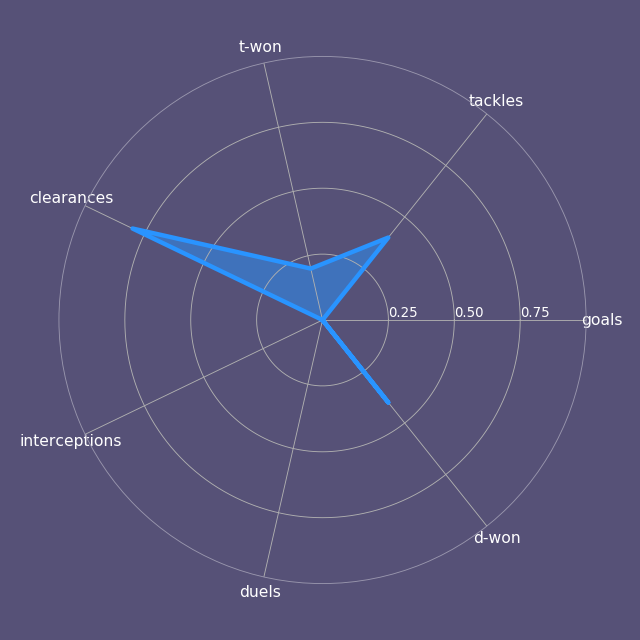 t-won
tackles
clearances
0.25 0.50 0.75
goals
interceptions
d-won
duels